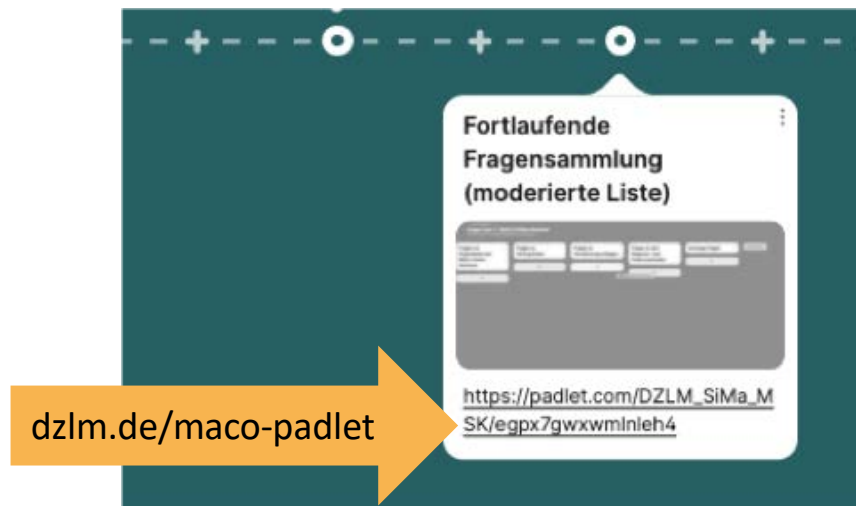 Fortlaufende
Fragensammlung
(moderierte Liste)
https://padlet.com/DZLM_SiMa_M
SK/egpx7gwxwmlnleh4
dzlm.de/maco-padlet